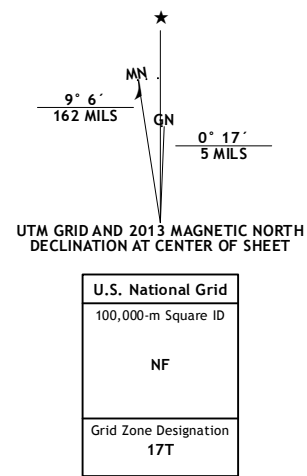 ★
MN
9° 6´
162 MILS
GN
0° 17´
5 MILS
UTM GRID AND 2013 MAGNETIC NORTH
DECLINATION AT CENTER OF SHEET
U.S. National Grid
100,000-m Square ID
NF
Grid Zone Designation
17T